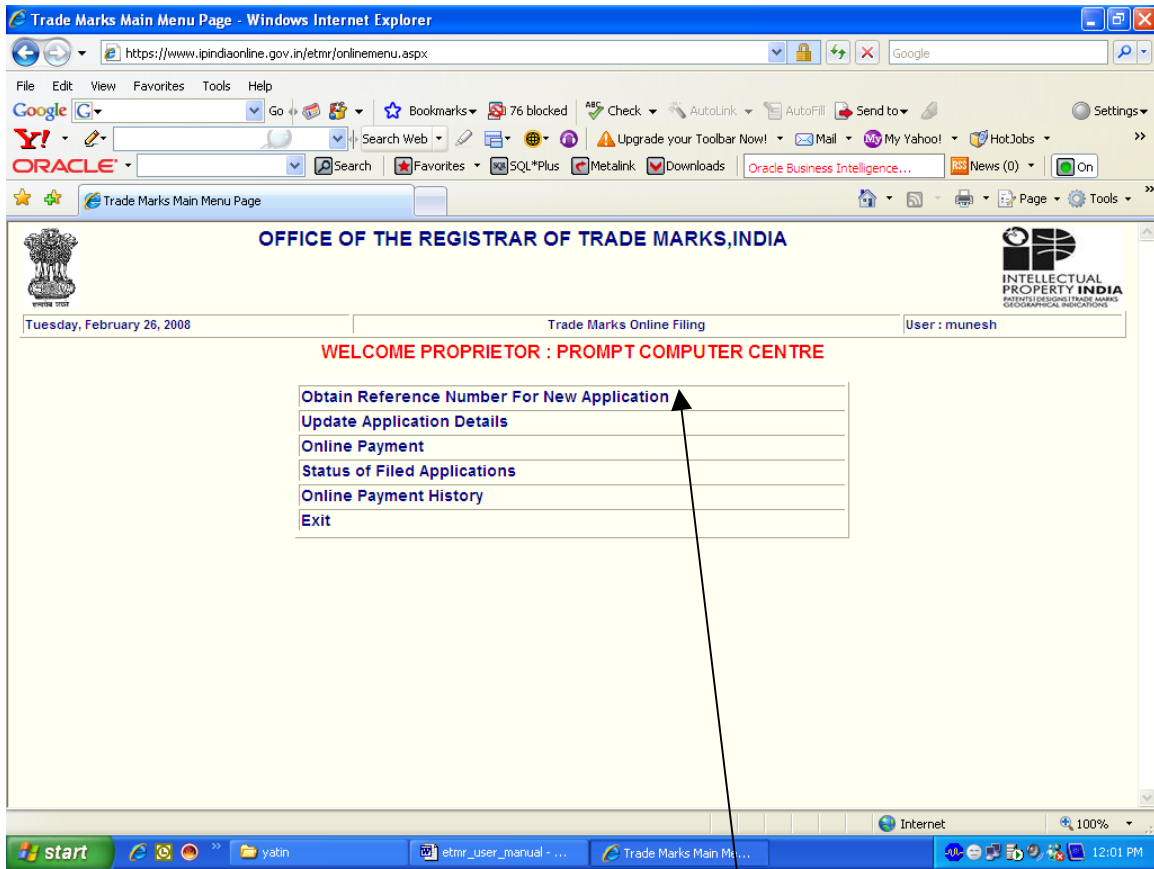 Trade Marks Main Menu Page - Windows Internet Explorer
https://www.ipindiaonline.gov.in/etmr/onlinemenu.aspx Google
File Edit View Favorites Tools Help
Google G Go Bookmarks 76 blocked ABC Check AutoLink AutoFill Send to Settings
Y! Search Web Upgrade your Toolbar Now! Mail My My Yahoo! HotJobs >>
ORACLE Search Favorites SQL*Plus Metalink Downloads Oracle Business Intelligence... RSS News (0) On
Trade Marks Main Menu Page Page Tools >>
OFFICE OF THE REGISTRAR OF TRADE MARKS,INDIA
सत्यमेव जयते
INTELLECTUAL
PROPERTY INDIA
PATENTS | DESIGNS | TRADE MARKS
GEOGRAPHICAL INDICATIONS
Tuesday, February 26, 2008 Trade Marks Online Filing User : munesh
WELCOME PROPRIETOR : PROMPT COMPUTER CENTRE
Obtain Reference Number For New Application
Update Application Details
Online Payment
Status of Filed Applications
Online Payment History
Exit
Internet 100%
start yatin etmr_user_manual - ... Trade Marks Main Me... 12:01 PM